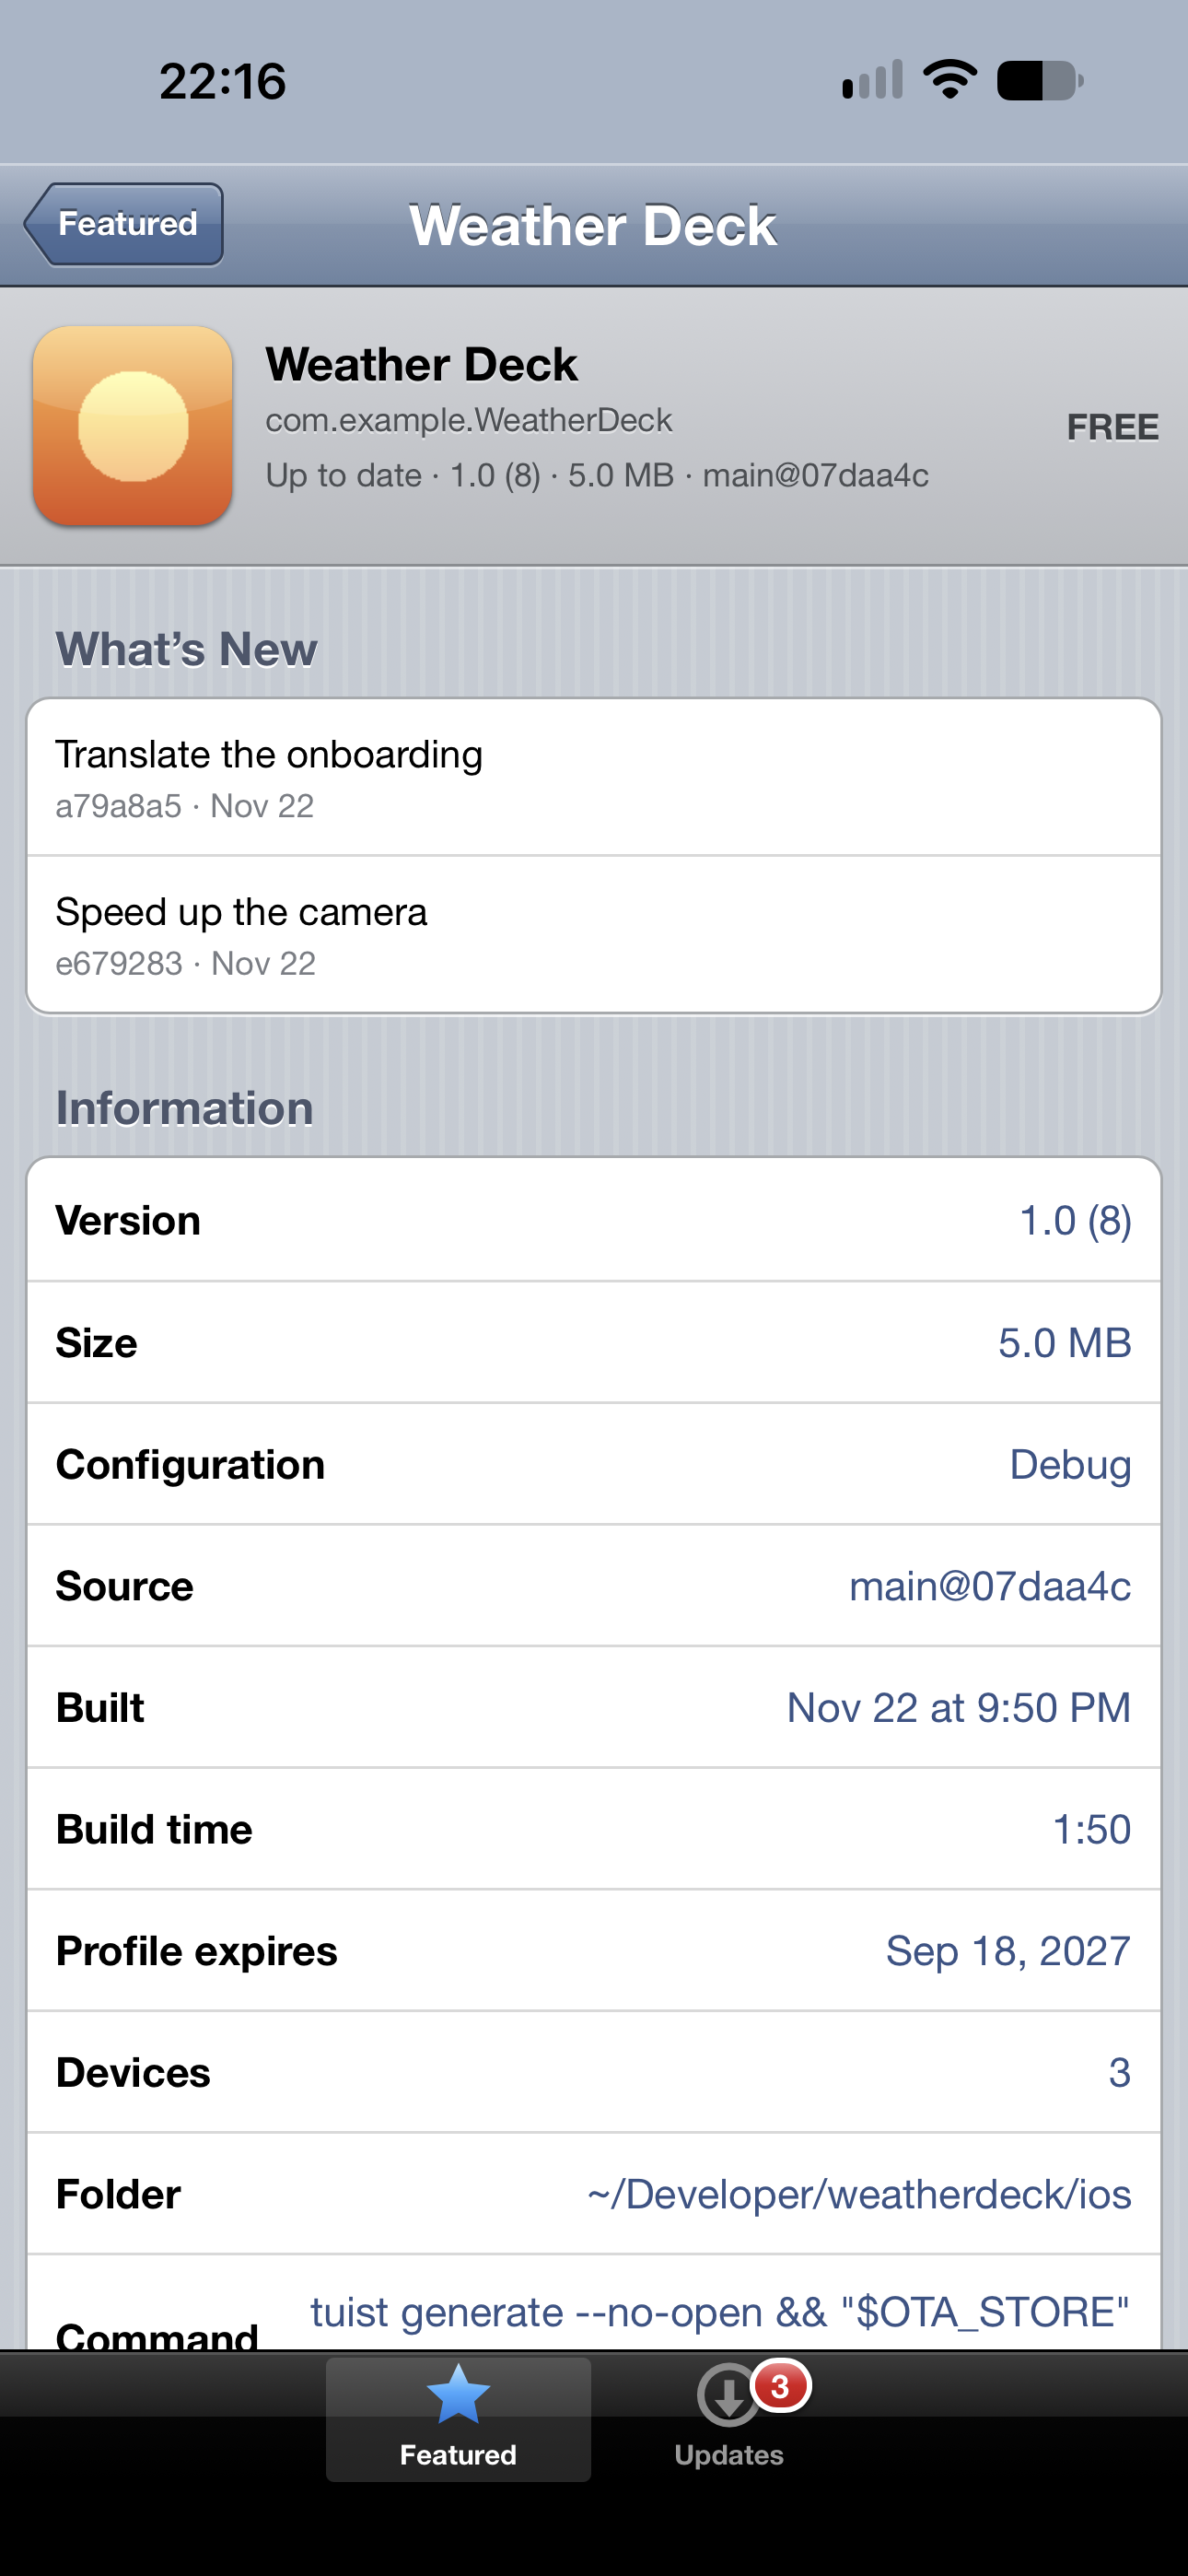 22:16
Featured
Weather Deck
Weather Deck
com.example.WeatherDeck
Up to date · 1.0 (8) · 5.0 MB · main@07daa4c
FREE
What’s New
Translate the onboarding
a79a8a5 · Nov 22
Speed up the camera
e679283 · Nov 22
Information
Version 1.0 (8)
Size 5.0 MB
Configuration Debug
Source main@07daa4c
Built Nov 22 at 9:50 PM
Build time 1:50
Profile expires Sep 18, 2027
Devices 3
Folder ~/Developer/weatherdeck/ios
tuist generate --no-open && "$OTA_STORE"
Command
3
Featured
Updates